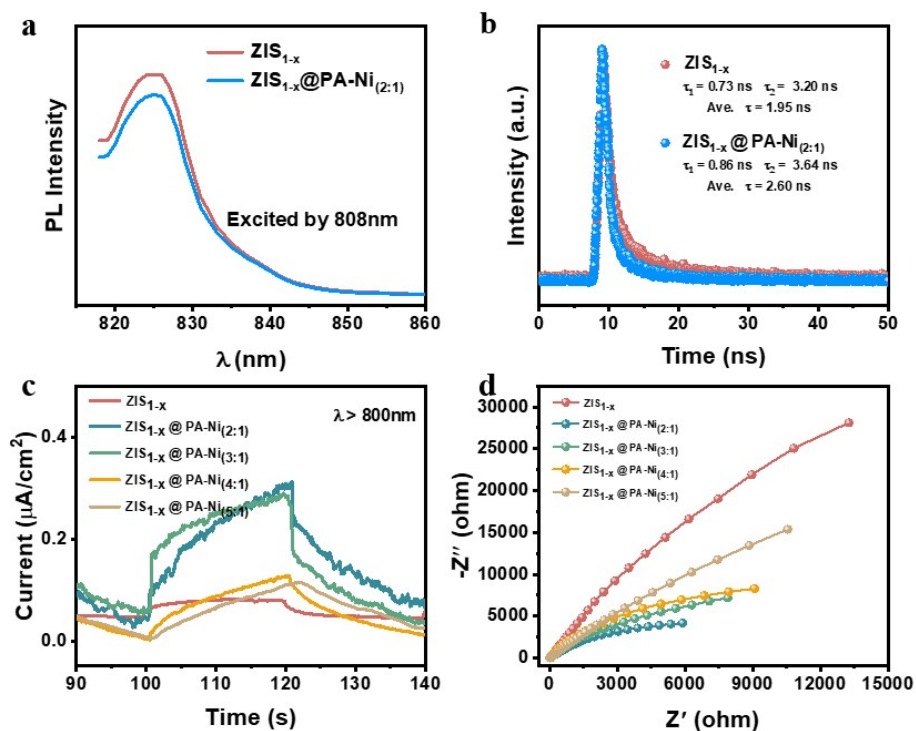 a
ZIS1-x
ZIS1-x@PA-Ni(2:1)
PL Intensity
Excited by 808nm
820 830 840 850 860
λ (nm)
b
ZIS1-x
τ1 = 0.73 ns τ2 = 3.20 ns
Ave. τ = 1.95 ns
ZIS1-x @ PA-Ni(2:1)
τ1 = 0.86 ns τ2 = 3.64 ns
Ave. τ = 2.60 ns
Intensity (a.u.)
0 10 20 30 40 50
Time (ns)
c
ZIS1-x
ZIS1-x @ PA-Ni(2:1)
ZIS1-x @ PA-Ni(3:1)
ZIS1-x @ PA-Ni(4:1)
ZIS1-x @ PA-Ni(5:1)
λ > 800nm
Current (μA/cm2)
0.4
0.2
0.0
90 100 110 120 130 140
Time (s)
d
ZIS1-x
ZIS1-x @ PA-Ni(2:1)
ZIS1-x @ PA-Ni(3:1)
ZIS1-x @ PA-Ni(4:1)
ZIS1-x @ PA-Ni(5:1)
-Z″ (ohm)
30000
25000
20000
15000
10000
5000
0
0 3000 6000 9000 12000 15000
Z′ (ohm)